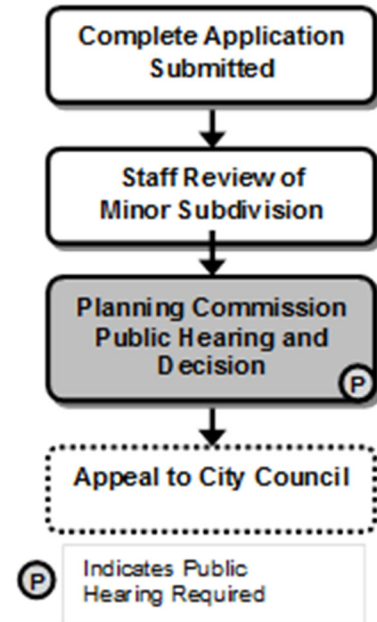 Complete Application
Submitted
Staff Review of
Minor Subdivision
Planning Commission
Public Hearing and
Decision
P
Appeal to City Council
P
Indicates Public
Hearing Required